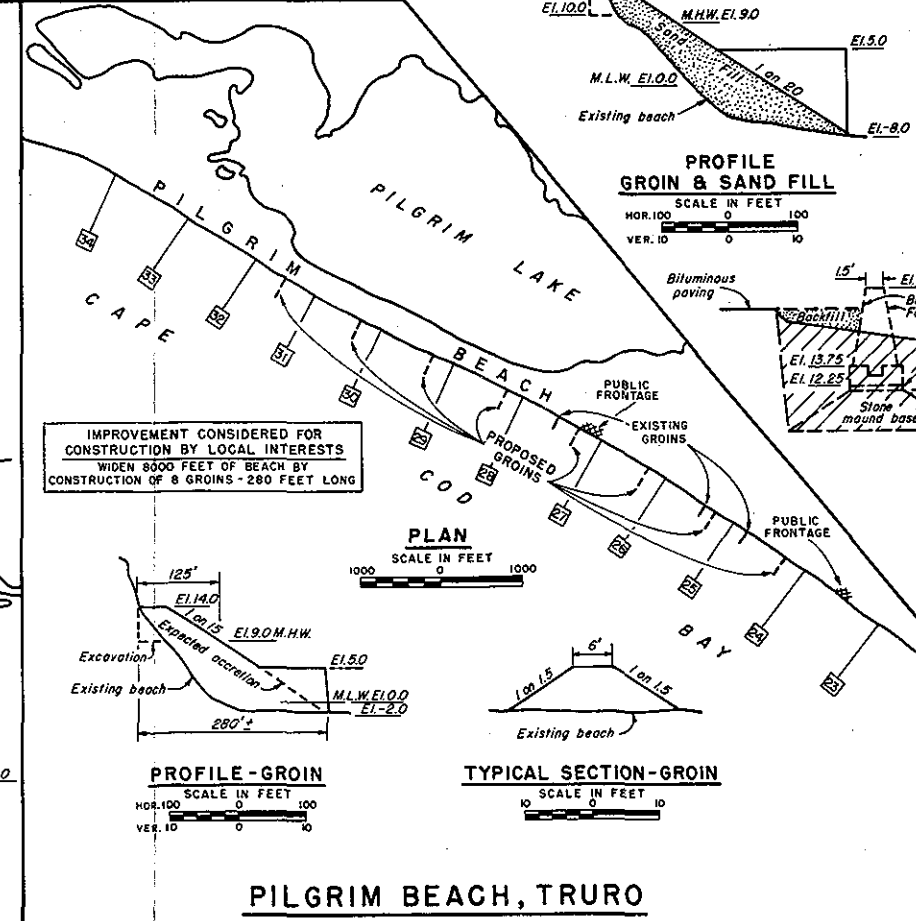 El. 10.0
M.H.W. El. 9.0
El. 5.0
Sand Fill
1 on 20
M.L.W. El. 0.0
Existing beach
El. -8.0
PROFILE
GROIN & SAND FILL
SCALE IN FEET
HOR. 100 0 100
VER. 10 0 10
Bituminous
paving
15'
El.
Backfill
El. 13.75
El. 12.25
Stone
mound base
PILGRIM
LAKE
PILGRIM BEACH
CAPE
COD
BAY
34
33
32
31
30
29
28
27
26
25
24
23
PUBLIC
FRONTAGE
EXISTING
GROINS
PROPOSED
GROINS
PUBLIC
FRONTAGE
IMPROVEMENT CONSIDERED FOR
CONSTRUCTION BY LOCAL INTERESTS
WIDEN 8000 FEET OF BEACH BY
CONSTRUCTION OF 8 GROINS - 280 FEET LONG
PLAN
SCALE IN FEET
1000 0 1000
125'
El. 14.0
1 on 15
El. 9.0 M.H.W.
Expected accretion
El. 5.0
Excavation
Existing beach
M.L.W. El. 0.0
El. -2.0
280' ±
PROFILE - GROIN
SCALE IN FEET
HOR. 100 0 100
VER. 10 0 10
6'
1 on 1.5
1 on 1.5
Existing beach
TYPICAL SECTION - GROIN
SCALE IN FEET
10 0 10
PILGRIM BEACH, TRURO